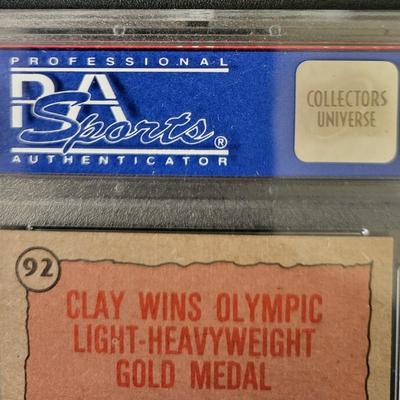 PROFESSIONAL
PSA
Sports®
AUTHENTICATOR
COLLECTORS
UNIVERSE
92
CLAY WINS OLYMPIC
LIGHT-HEAVYWEIGHT
GOLD MEDAL